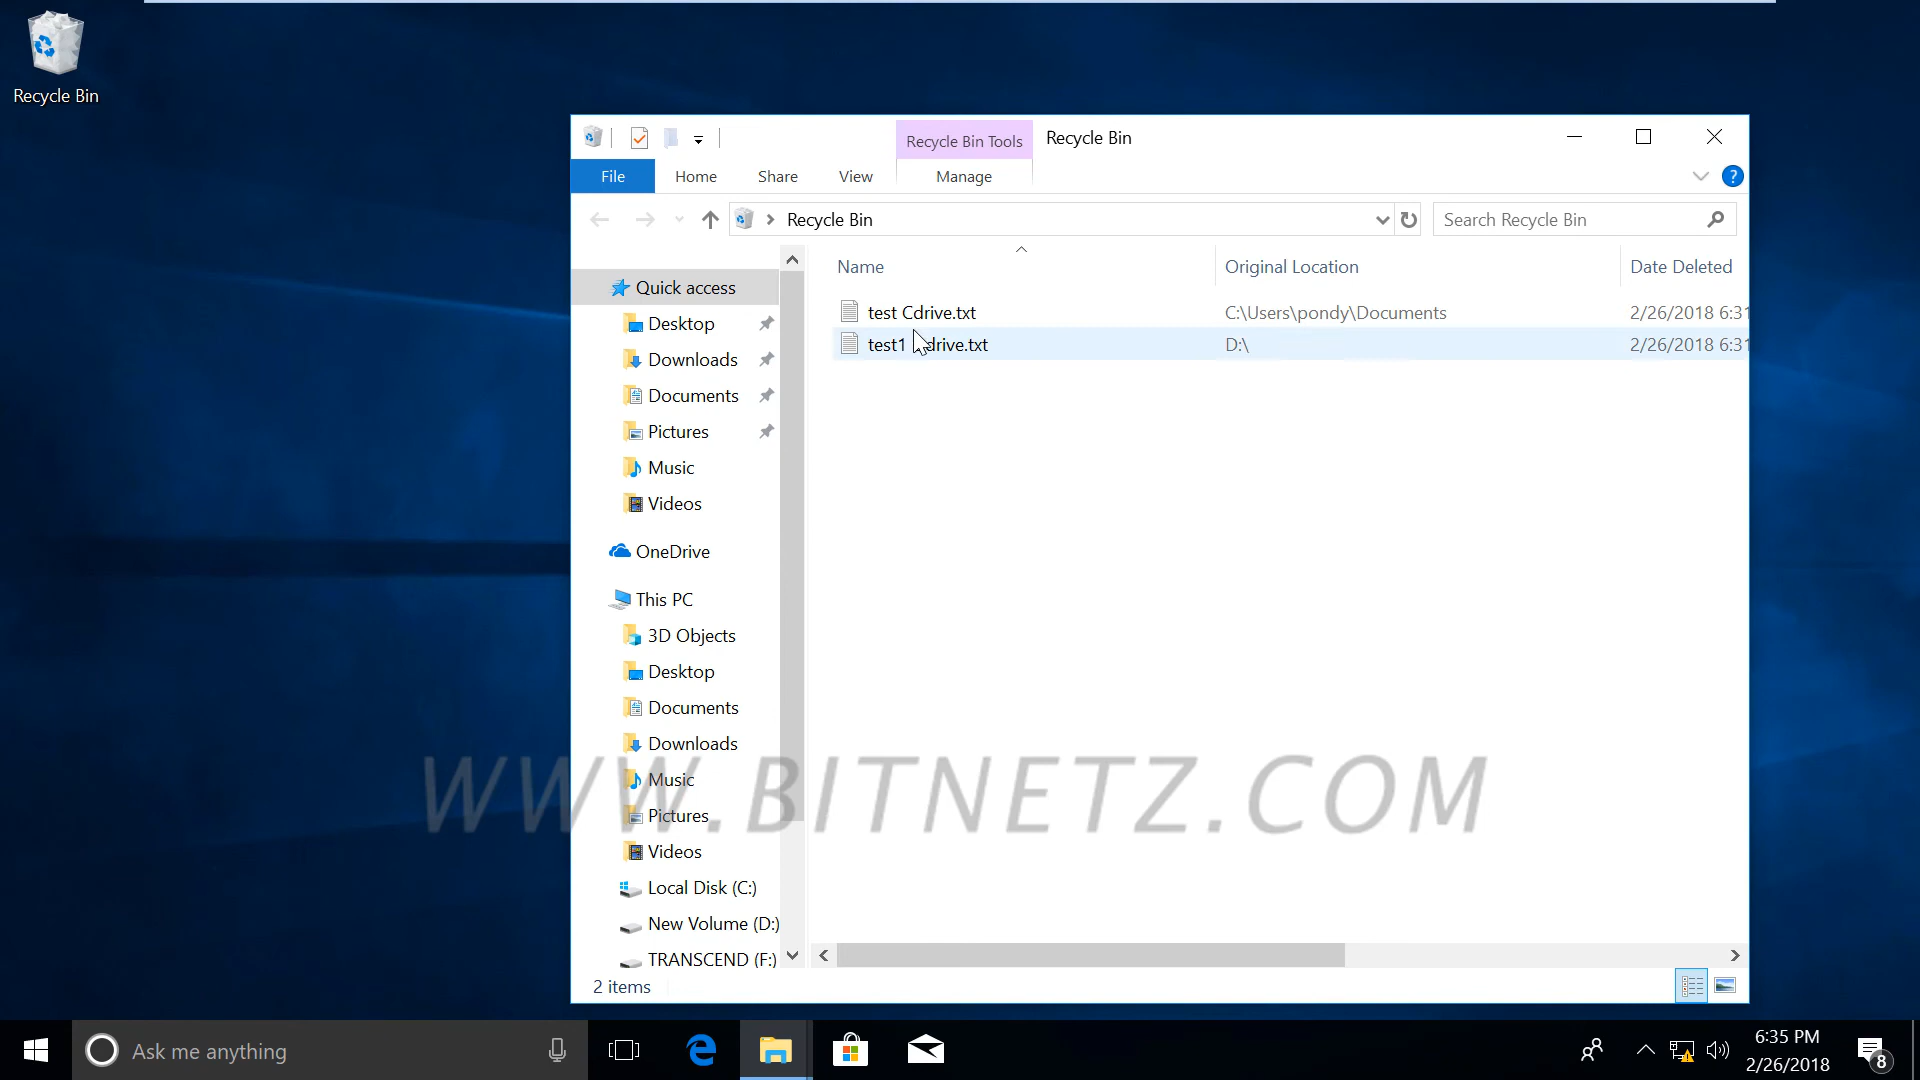 Recycle Bin
Recycle Bin Tools
Recycle Bin
File
Home
Share
View
Manage
Recycle Bin
Search Recycle Bin
Name
Original Location
Date Deleted
test Cdrive.txt
C:\Users\pondy\Documents
2/26/2018 6:31
test1 drive.txt
D:\
2/26/2018 6:31
Quick access
Desktop
Downloads
Documents
Pictures
Music
Videos
OneDrive
This PC
3D Objects
Desktop
Documents
Downloads
Music
Pictures
Videos
Local Disk (C:)
New Volume (D:)
TRANSCEND (F:)
WWW.BITNETZ.COM
2 items
Ask me anything
6:35 PM
2/26/2018
8